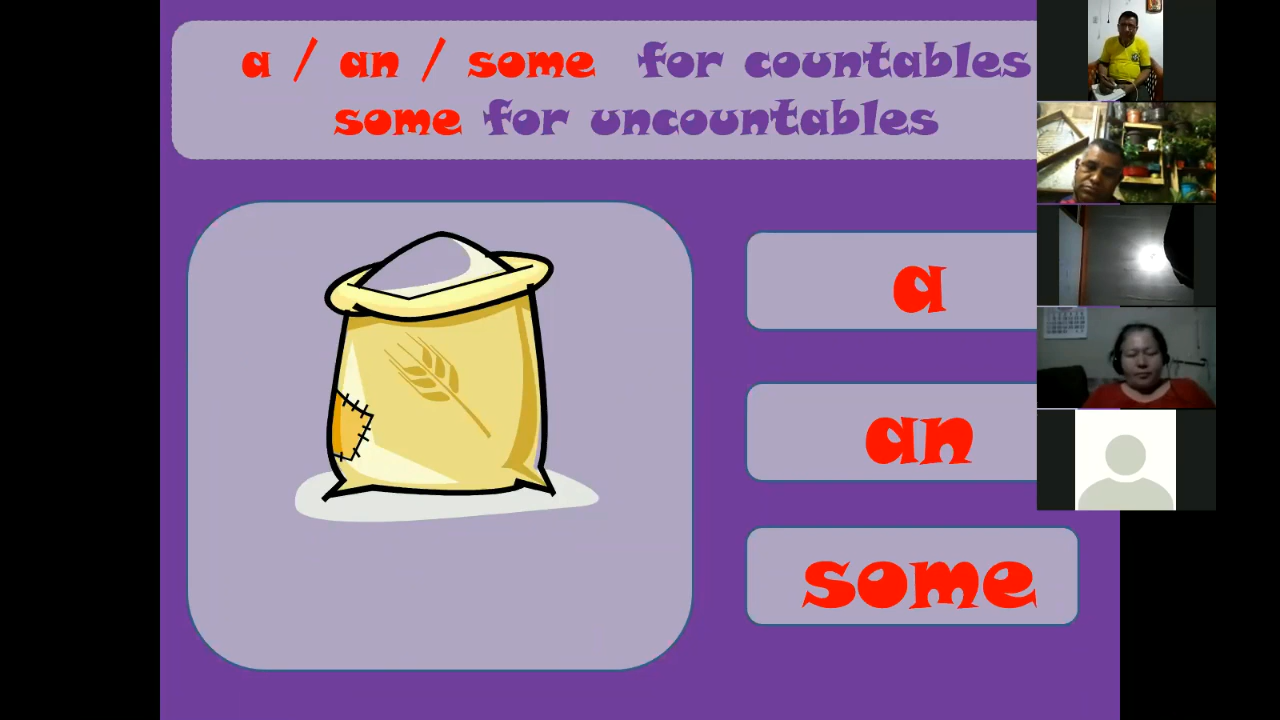 a / an / some for countables
some for uncountables
a
an
some